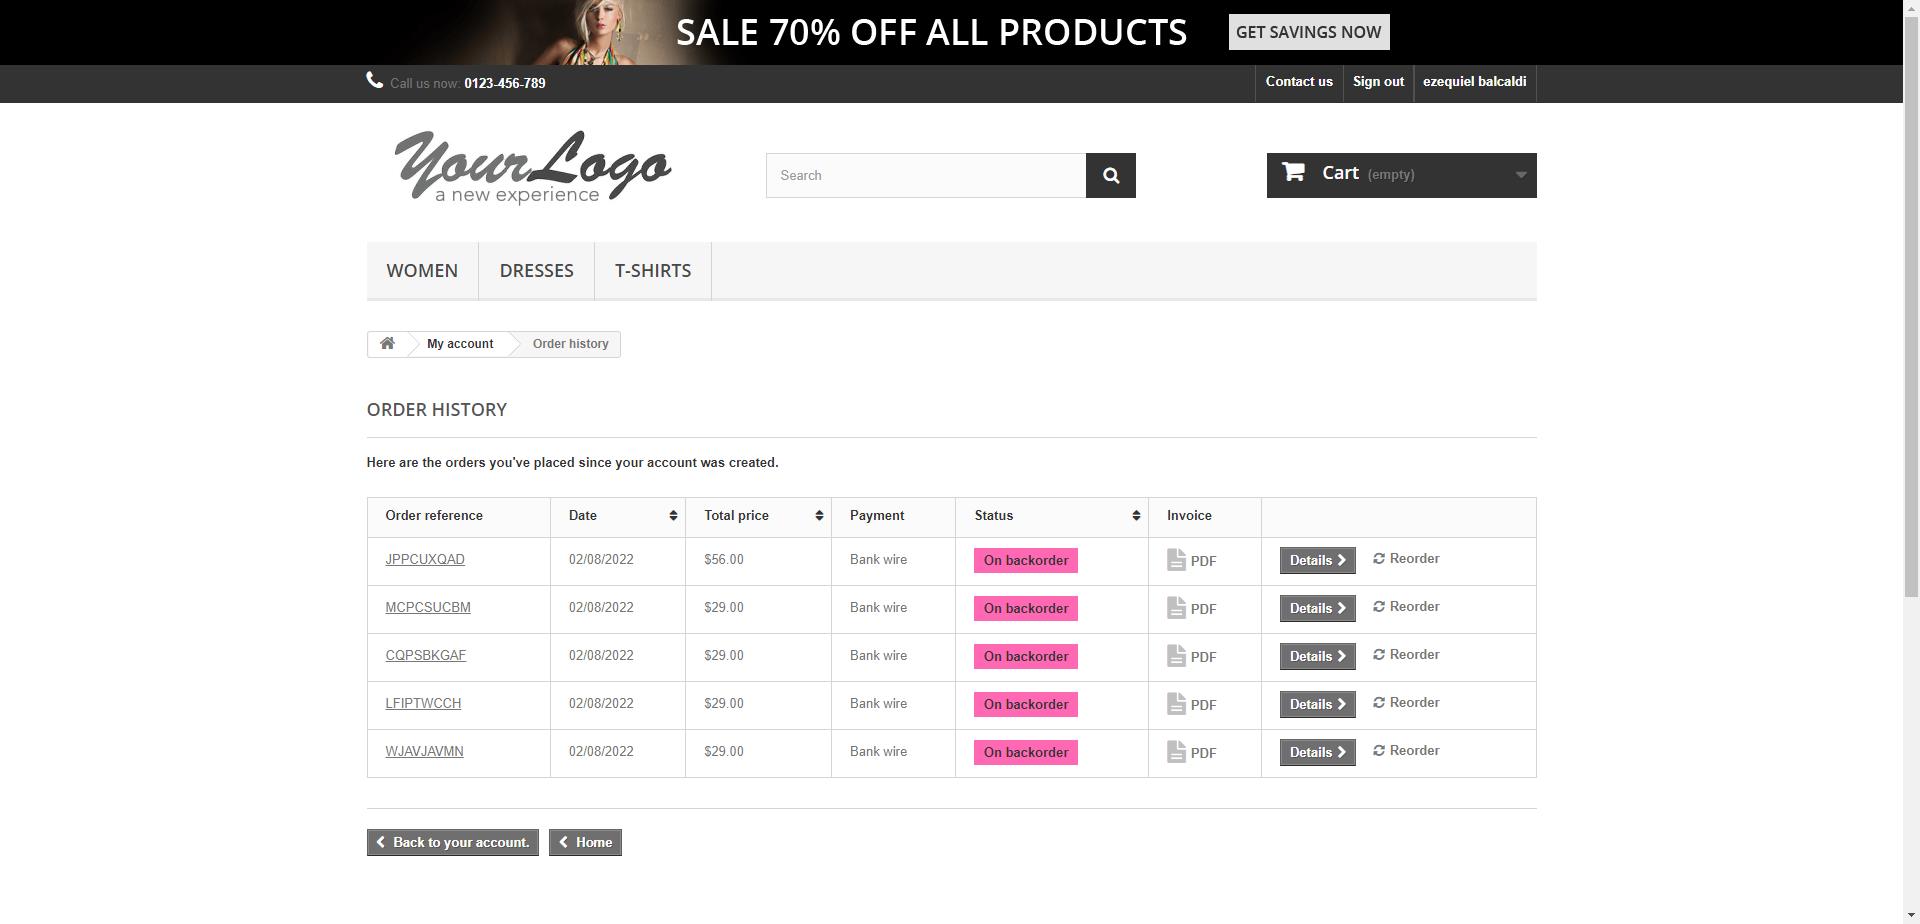 SALE 70% OFF ALL PRODUCTS GET SAVINGS NOW
Call us now: 0123-456-789 Contact us Sign out ezequiel balcaldi
Your Logo
a new experience
Search
Cart (empty)
WOMEN DRESSES T-SHIRTS
My account Order history
ORDER HISTORY
Here are the orders you've placed since your account was created.
Order reference Date Total price Payment Status Invoice
JPPCUXQAD 02/08/2022 $56.00 Bank wire On backorder PDF Details Reorder
MCPCSUCBM 02/08/2022 $29.00 Bank wire On backorder PDF Details Reorder
CQPSBKGAF 02/08/2022 $29.00 Bank wire On backorder PDF Details Reorder
LFIPTWCCH 02/08/2022 $29.00 Bank wire On backorder PDF Details Reorder
WJAVJAVMN 02/08/2022 $29.00 Bank wire On backorder PDF Details Reorder
Back to your account. Home